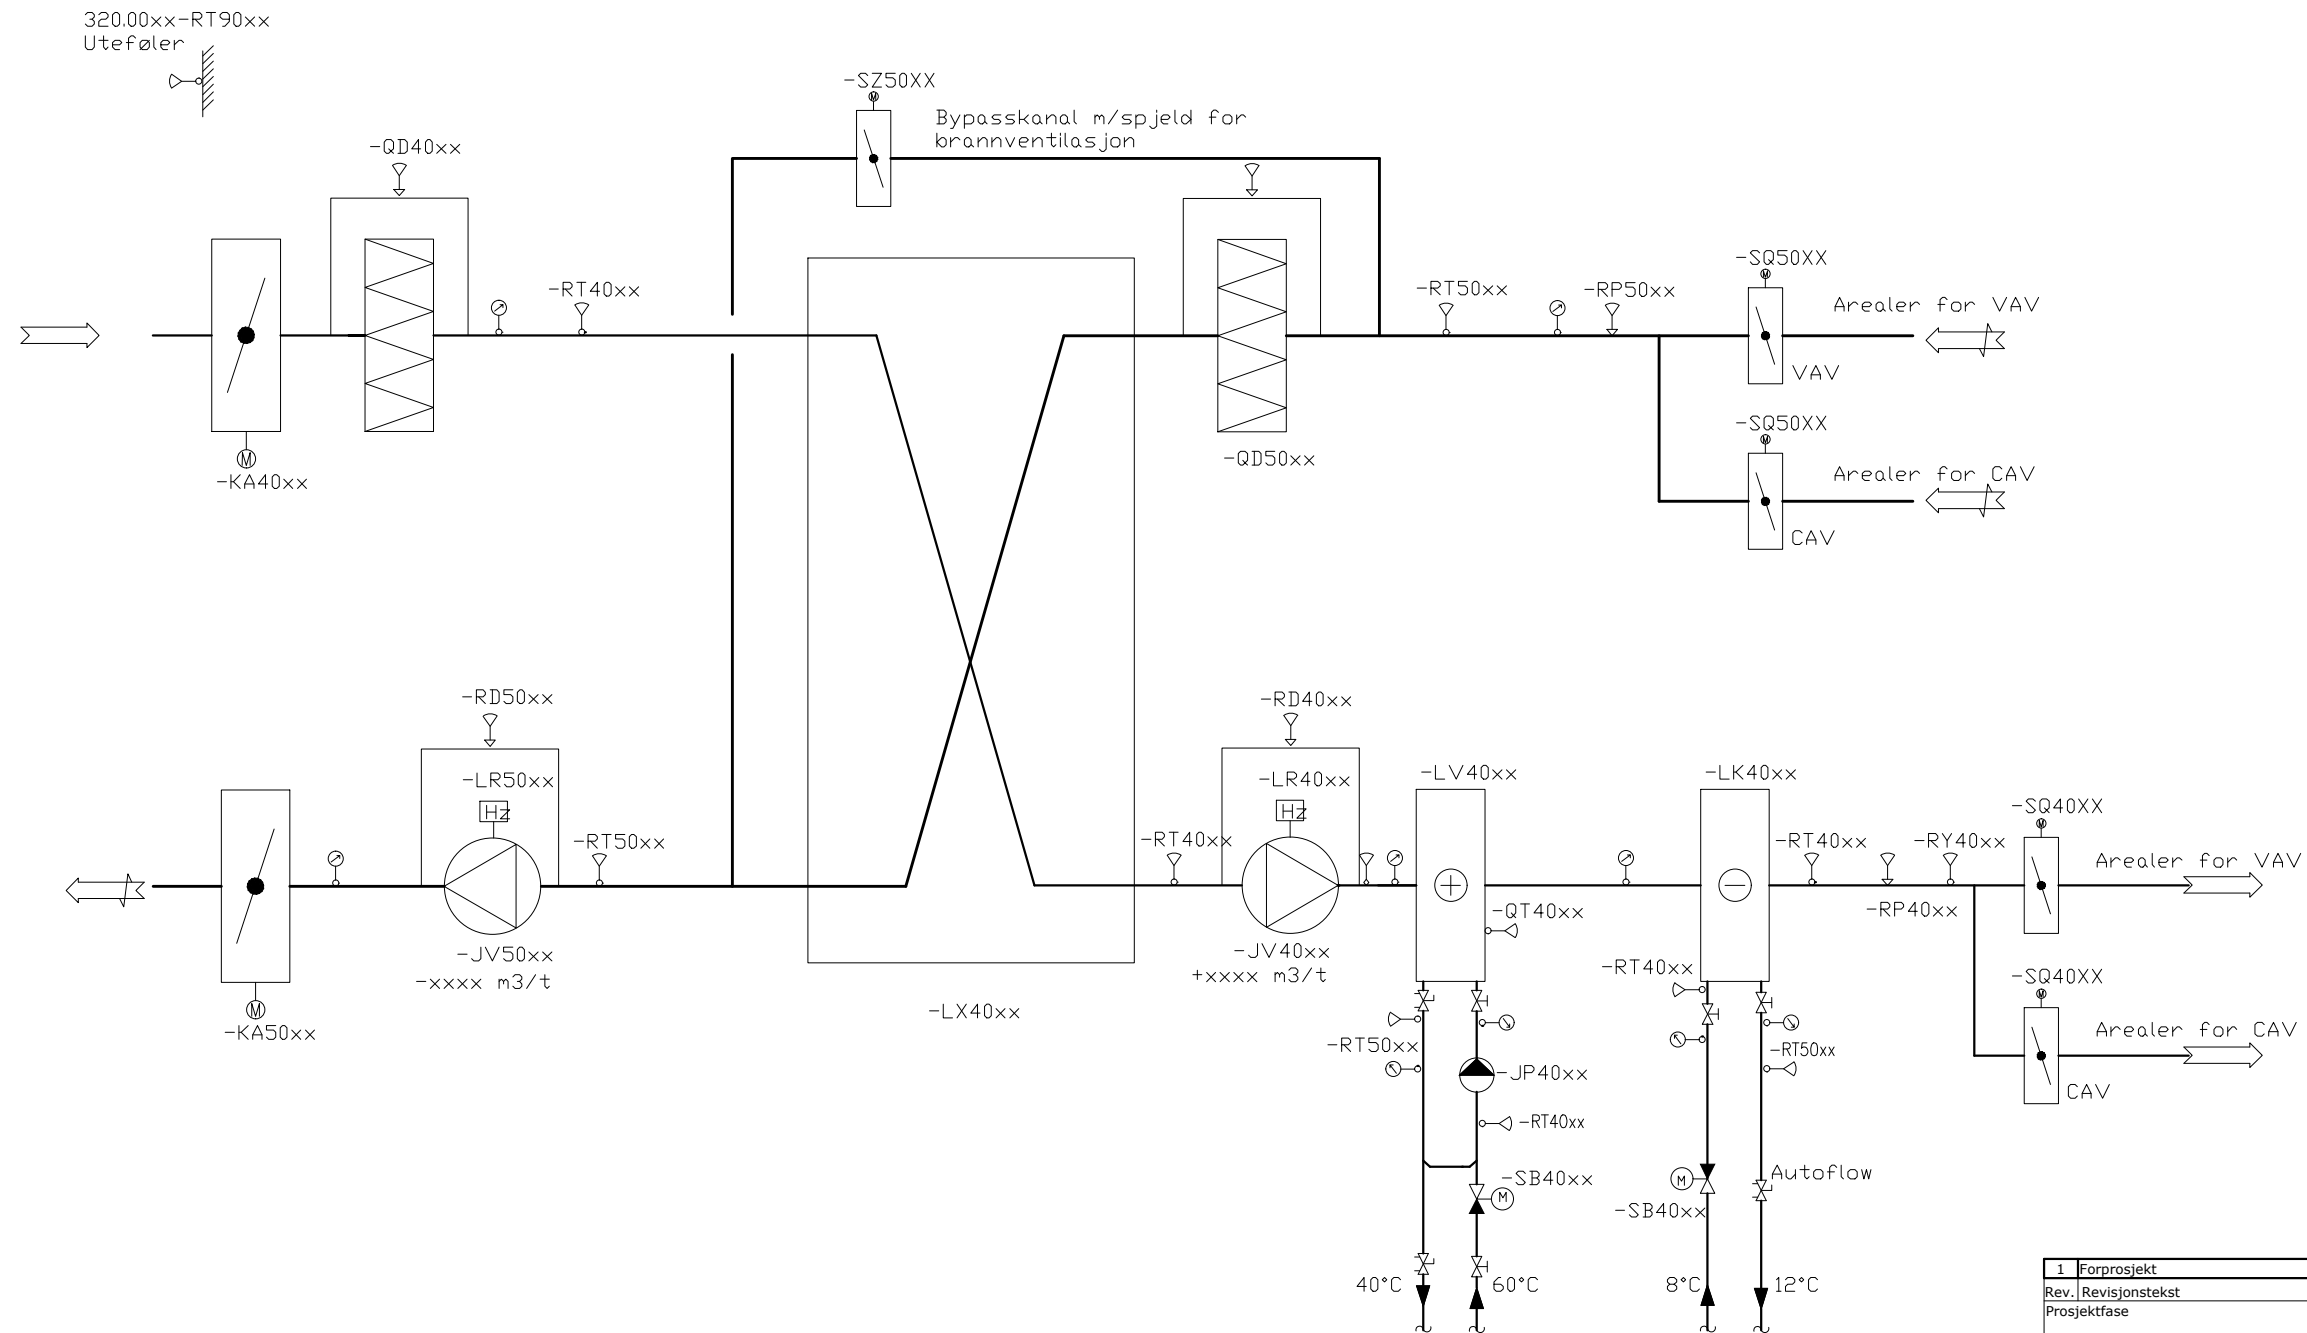 320.00xx-RT90xx
Uteføler
-SZ50XX
M
Bypasskanal m/spjeld for
brannventilasjon
-QD40xx
-RT40xx
M
-KA40xx
-QD50xx
-RT50xx
-RP50xx
-SQ50XX
M
Arealer for VAV
VAV
-SQ50XX
M
Arealer for CAV
CAV
-RD50xx
-LR50xx
Hz
-RT50xx
-JV50xx
-xxxx m3/t
M
-KA50xx
-LX40xx
-RD40xx
-LR40xx
Hz
-RT40xx
-JV40xx
+xxxx m3/t
-LV40xx
-QT40xx
-LK40xx
-RT40xx
-RY40xx
-RP40xx
-SQ40XX
M
Arealer for VAV
-SQ40XX
M
Arealer for CAV
CAV
-RT50xx
-JP40xx
-RT40xx
-SB40xx
M
40°C
60°C
-RT40xx
-RT50xx
M
Autoflow
-SB40xx
8°C
12°C
1 Forprosjekt
Rev. Revisjonstekst
Prosjektfase